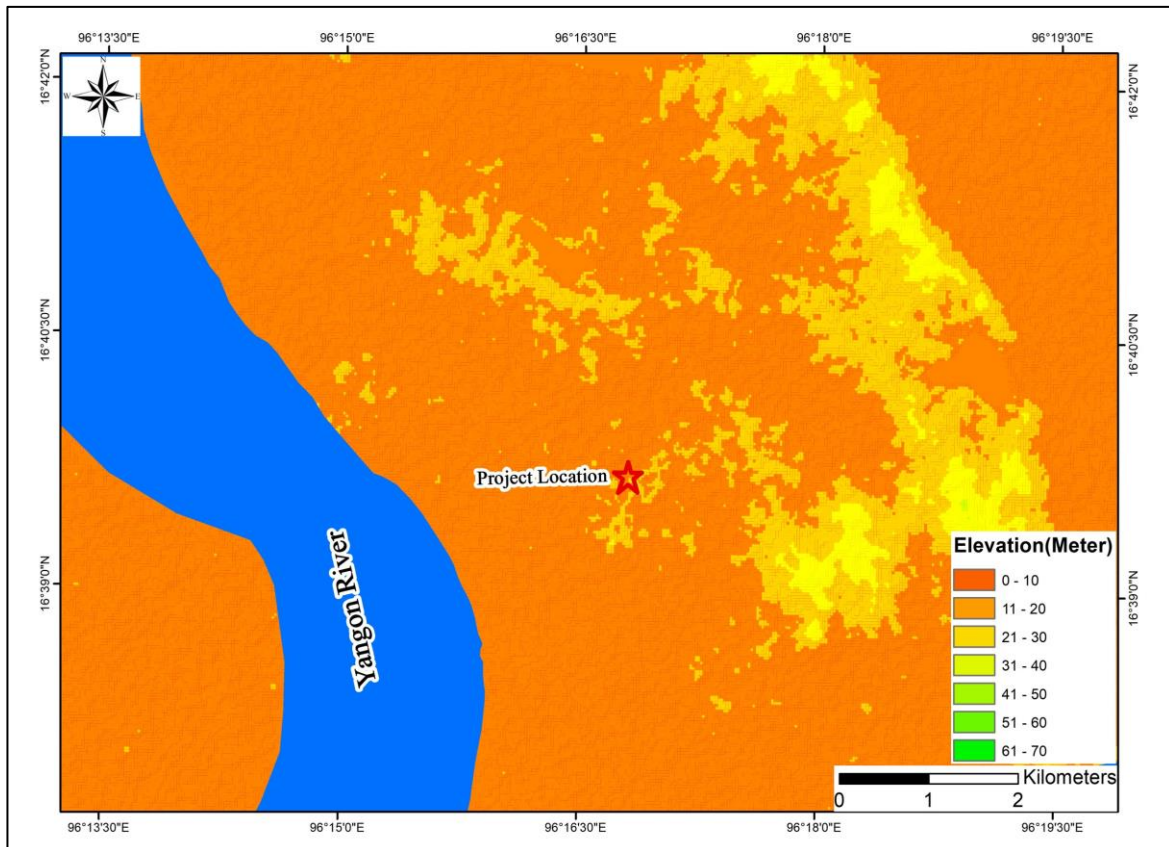 96°13'30"E 96°15'0"E 96°16'30"E 96°18'0"E 96°19'30"E
16°42'0"N 16°42'0"N
N
W E
S
16°40'30"N 16°40'30"N
Project Location
Yangon River
16°39'0"N 16°39'0"N
Elevation(Meter)
0 - 10
11 - 20
21 - 30
31 - 40
41 - 50
51 - 60
61 - 70
Kilometers
0 1 2
96°13'30"E 96°15'0"E 96°16'30"E 96°18'0"E 96°19'30"E